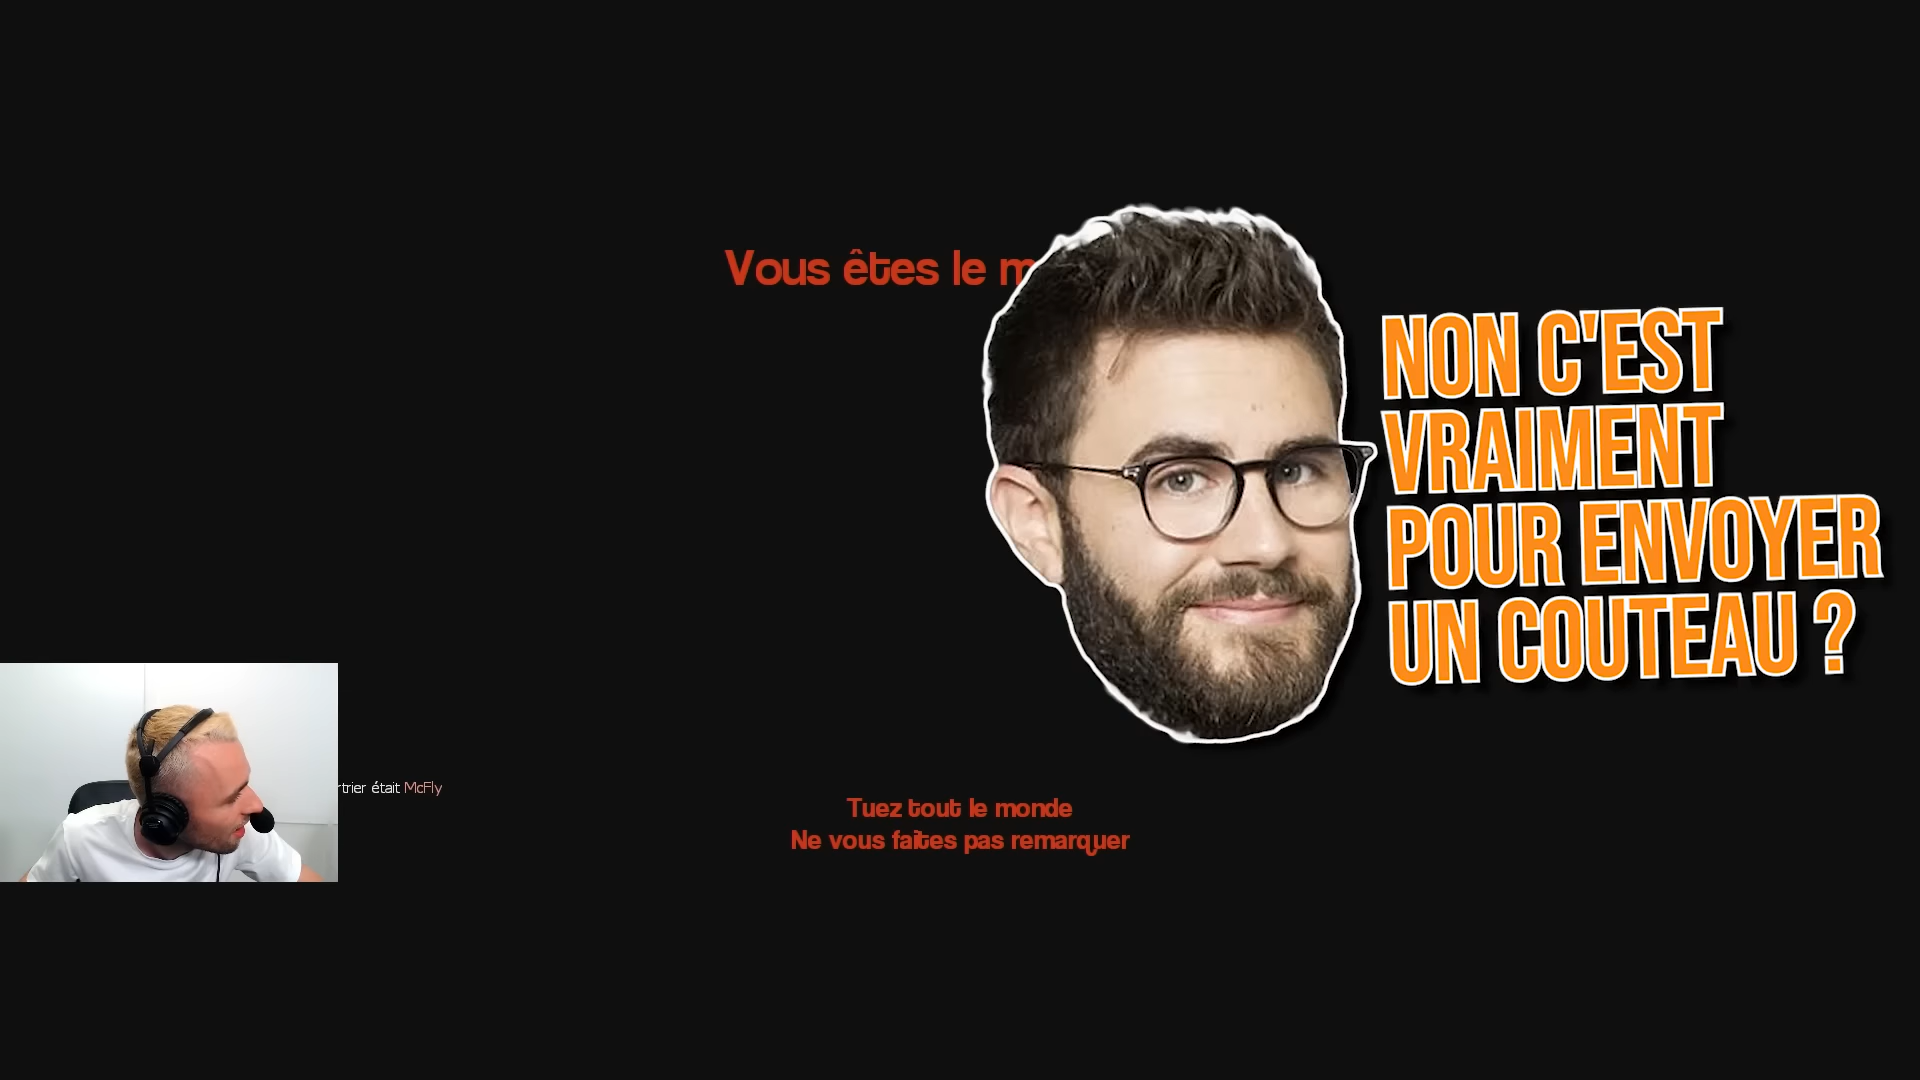 Vous êtes le
NON C'EST
VRAIMENT
POUR ENVOYER
UN COUTEAU ?
était McFly
Tuez tout le monde
Ne vous faites pas remarquer